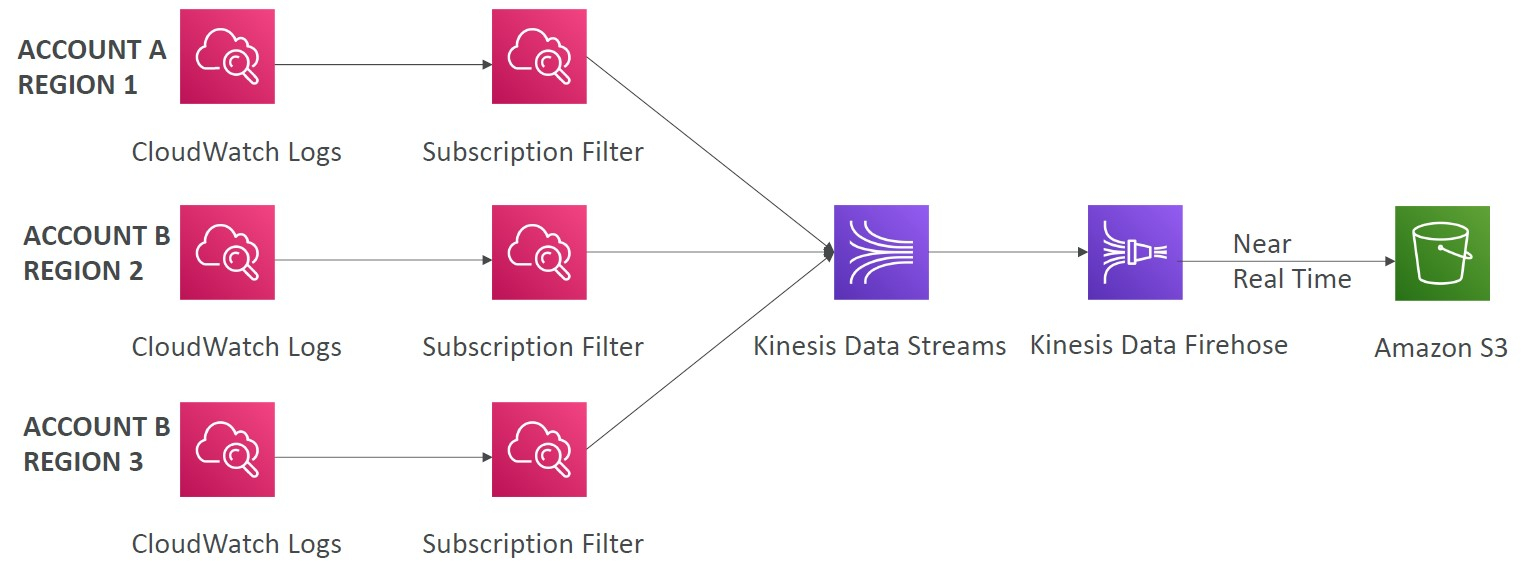 ACCOUNT A
REGION 1
CloudWatch Logs
Subscription Filter
ACCOUNT B
REGION 2
CloudWatch Logs
Subscription Filter
Kinesis Data Streams
Kinesis Data Firehose
Near
Real Time
Amazon S3
ACCOUNT B
REGION 3
CloudWatch Logs
Subscription Filter